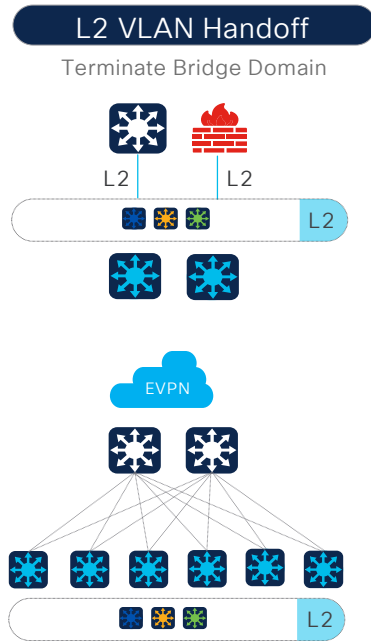 L2 VLAN Handoff
Terminate Bridge Domain
L2 L2
L2
EVPN
L2